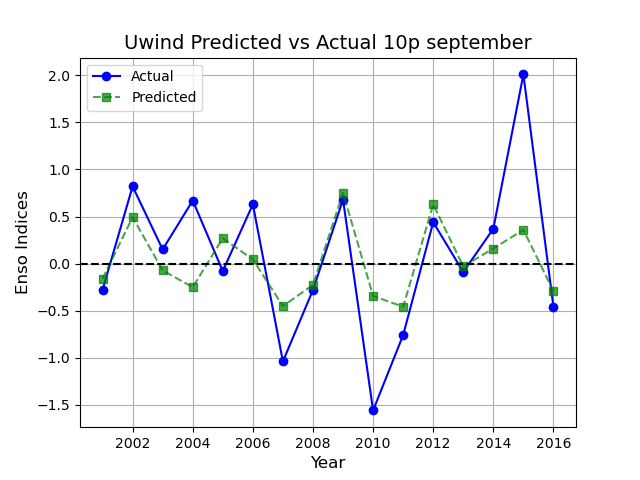 Uwind Predicted vs Actual 10p september
Actual
Predicted
2.0
1.5
1.0
0.5
0.0
−0.5
−1.0
−1.5
Enso Indices
2002 2004 2006 2008 2010 2012 2014 2016
Year